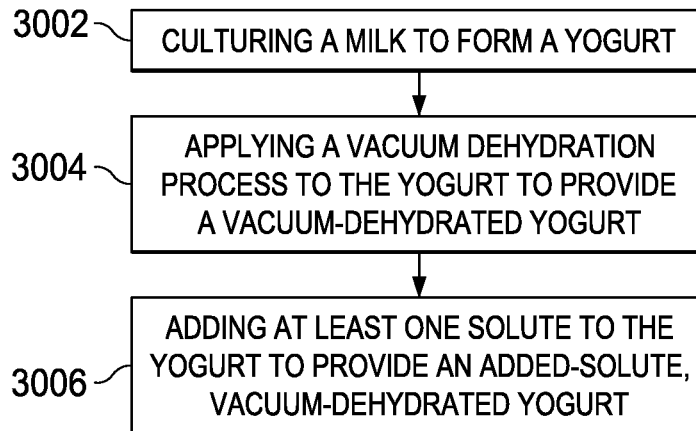 3002
CULTURING A MILK TO FORM A YOGURT
3004
APPLYING A VACUUM DEHYDRATION
PROCESS TO THE YOGURT TO PROVIDE
A VACUUM-DEHYDRATED YOGURT
3006
ADDING AT LEAST ONE SOLUTE TO THE
YOGURT TO PROVIDE AN ADDED-SOLUTE,
VACUUM-DEHYDRATED YOGURT